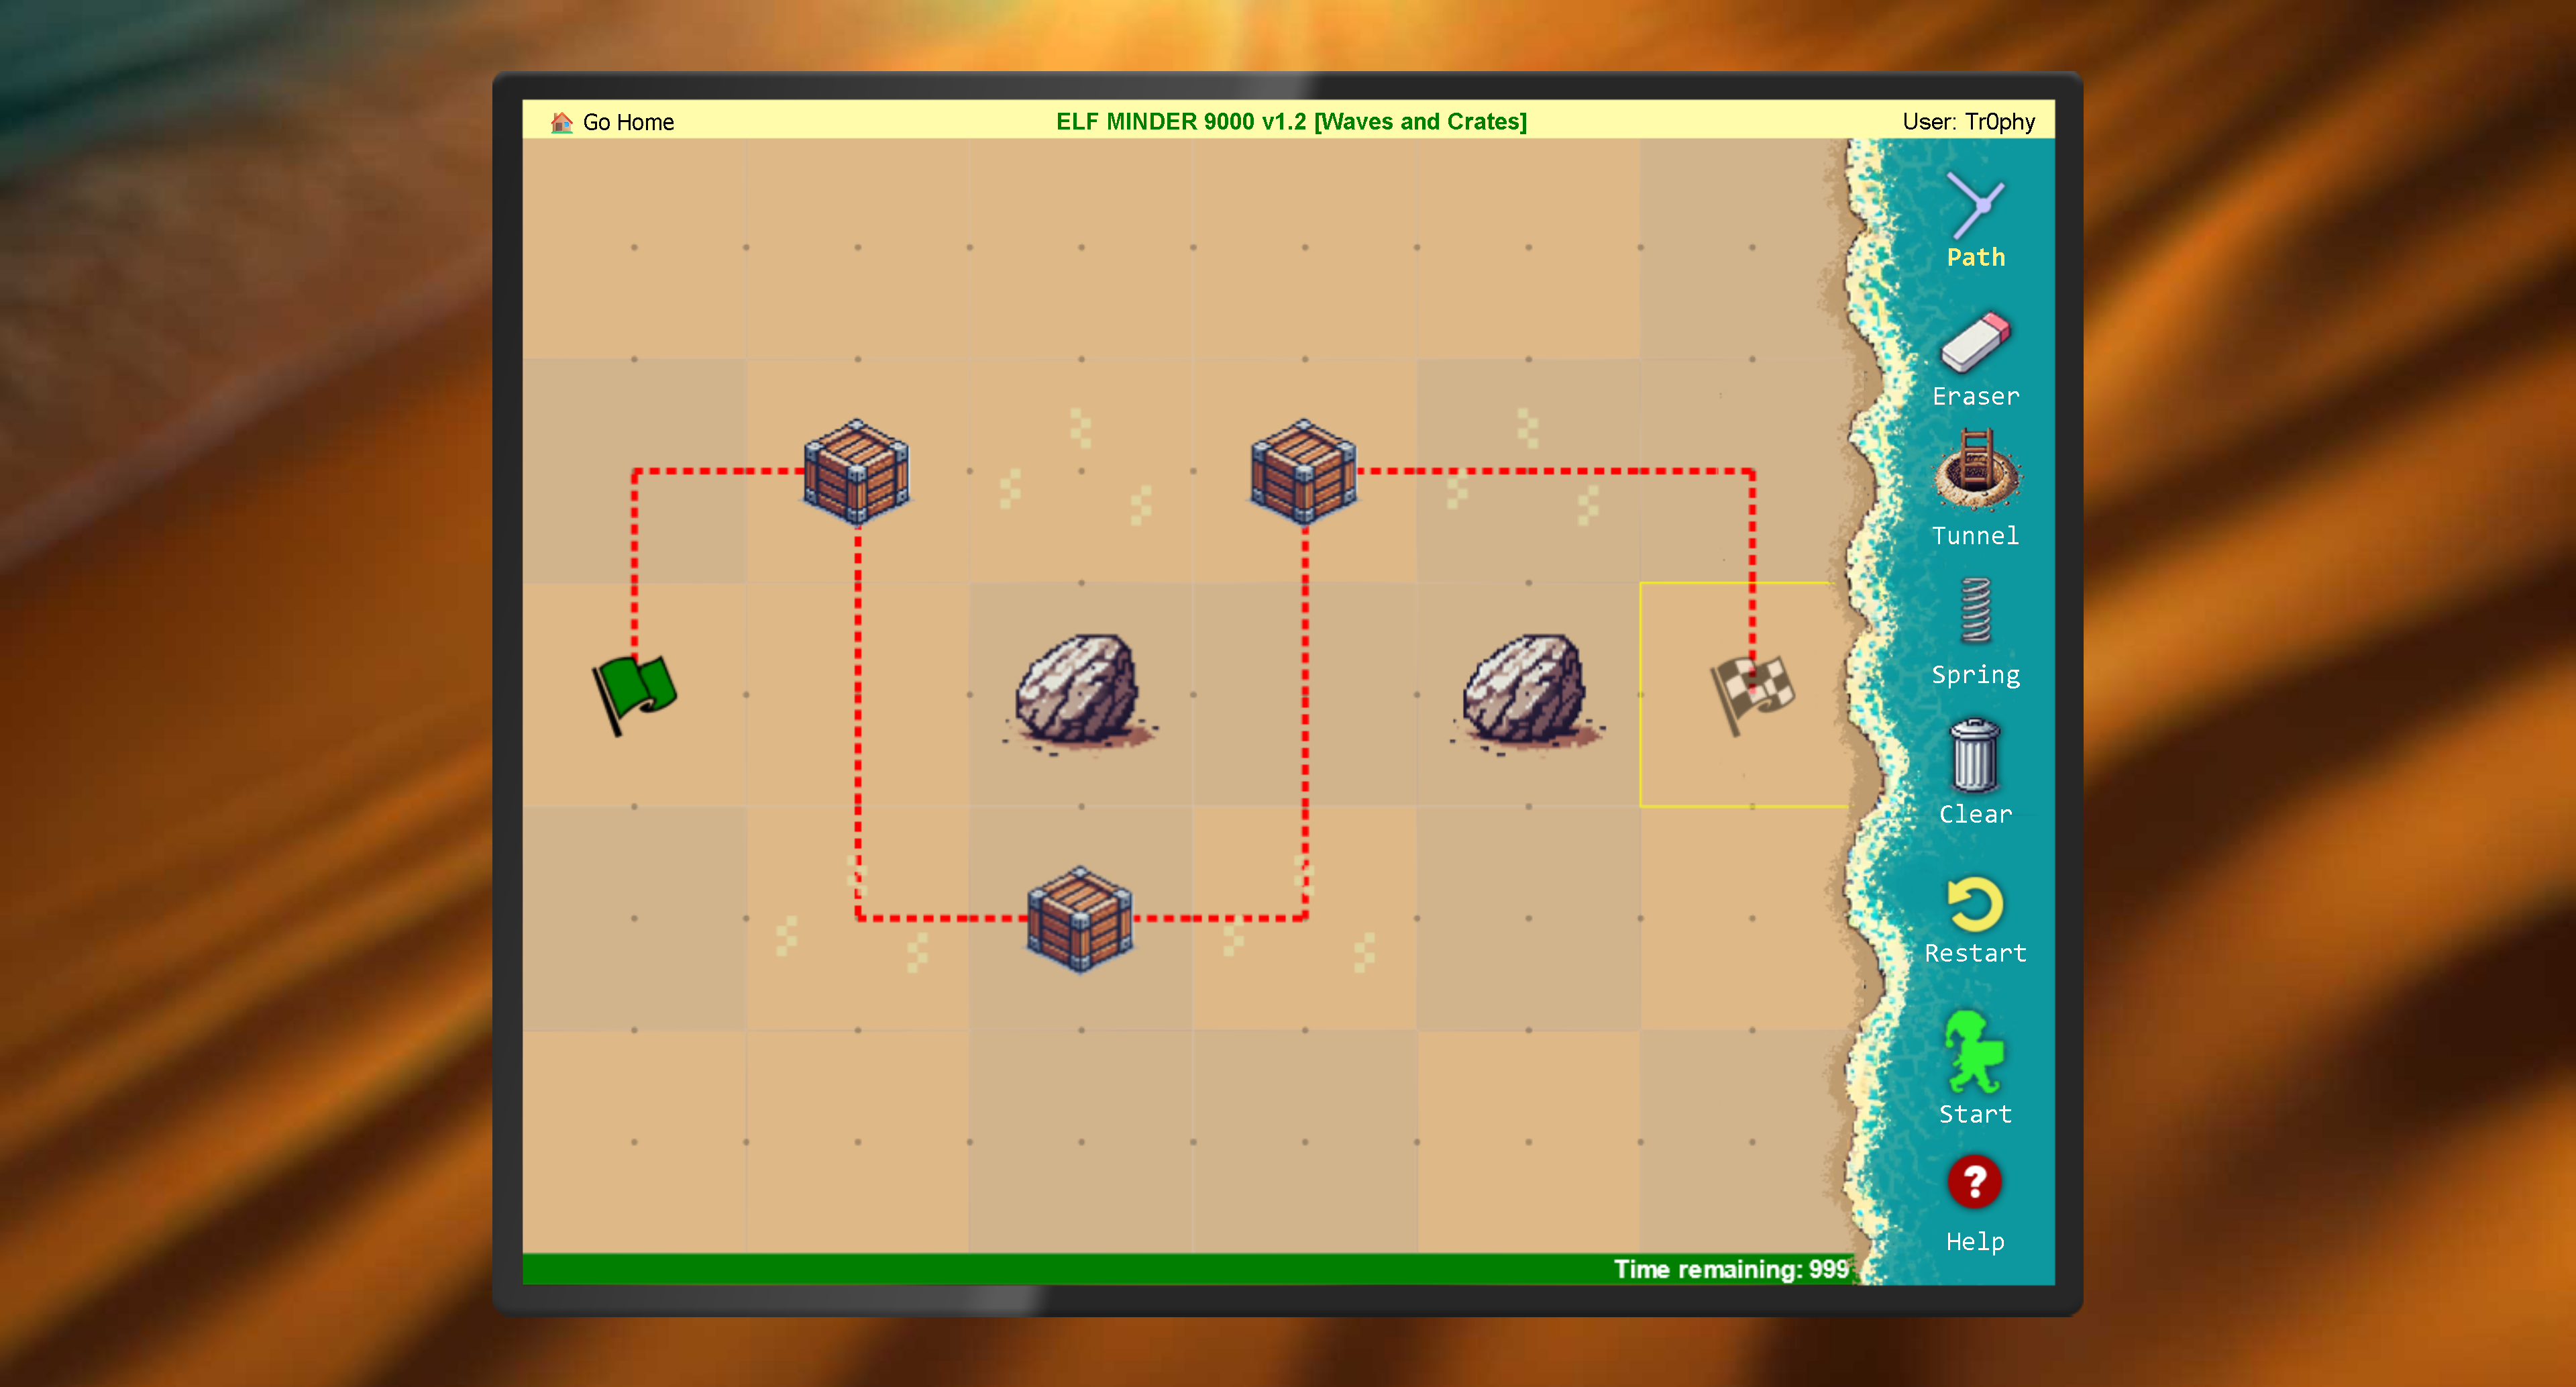 Go Home
ELF MINDER 9000 v1.2 [Waves and Crates]
User: Tr0phy
Path
Eraser
Tunnel
Spring
Clear
Restart
Start
?
Help
Time remaining: 999